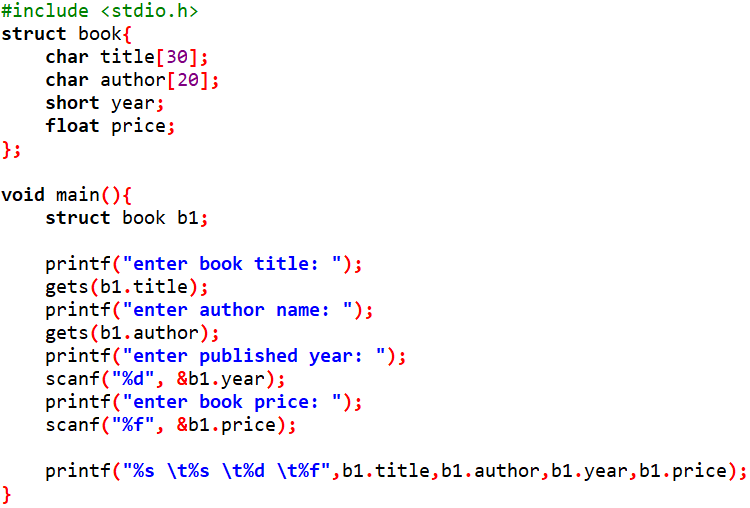 #include <stdio.h>
struct book{
    char title[30];
    char author[20];
    short year;
    float price;
};

void main(){
    struct book b1;

    printf("enter book title: ");
    gets(b1.title);
    printf("enter author name: ");
    gets(b1.author);
    printf("enter published year: ");
    scanf("%d", &b1.year);
    printf("enter book price: ");
    scanf("%f", &b1.price);

    printf("%s \t%s \t%d \t%f",b1.title,b1.author,b1.year,b1.price);
}